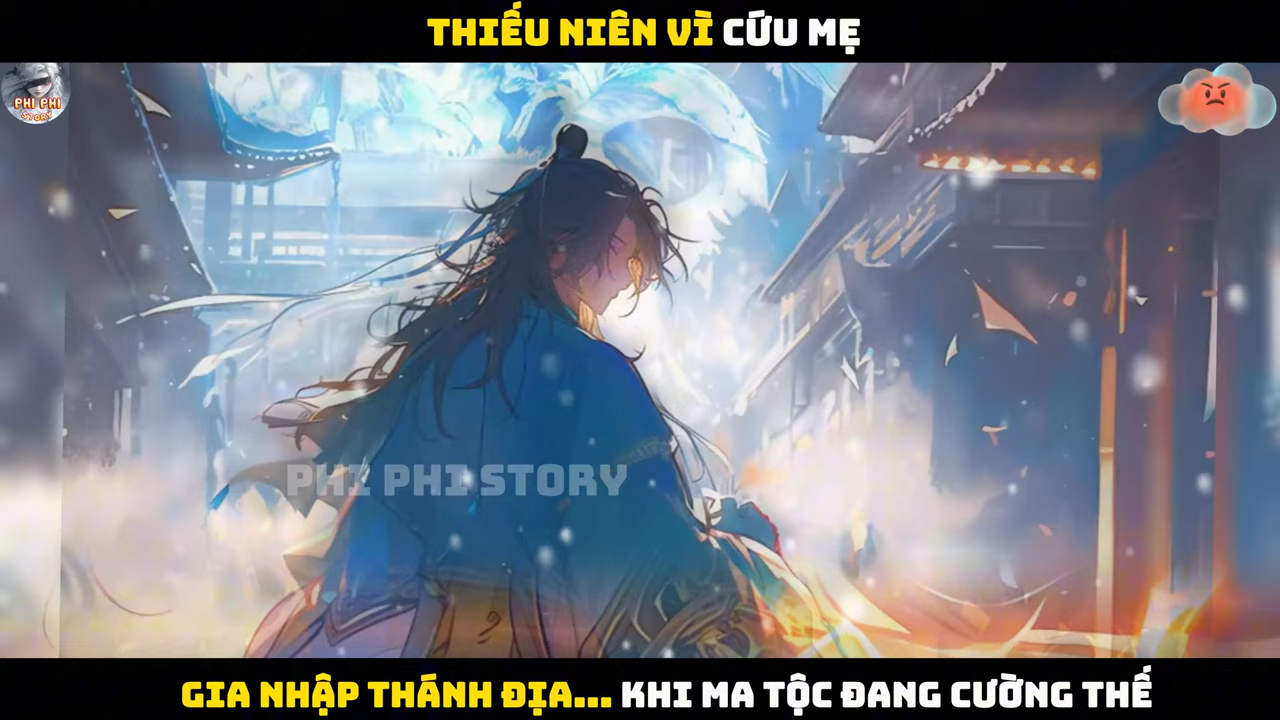 THIẾU NIÊN VÌ CỨU MẸ
PHI PHI
STORY
PHI PHI STORY
GIA NHẬP THÁNH ĐỊA... KHI MA TỘC ĐANG CƯỜNG THẾ